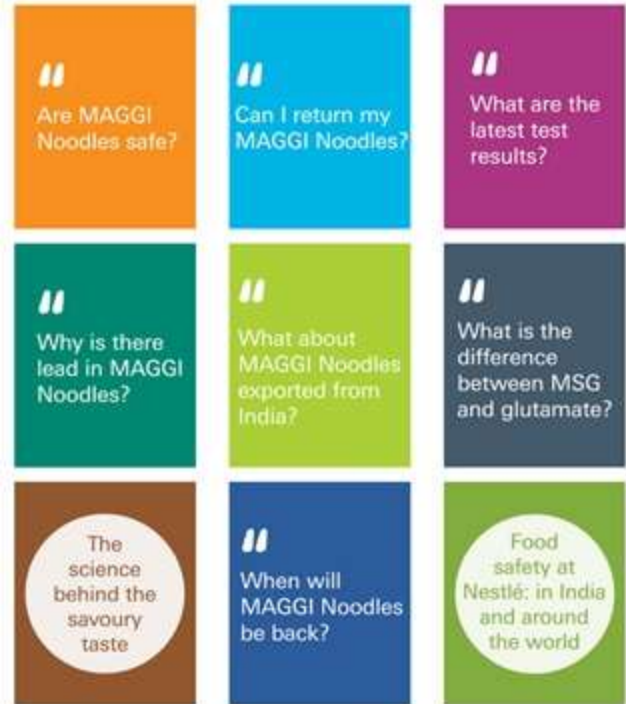 Are MAGGI
Noodles safe?
Can I return my
MAGGI Noodles?
What are the
latest test
results?
Why is there
lead in MAGGI
Noodles?
What about
MAGGI Noodles
exported from
India?
What is the
difference
between MSG
and glutamate?
The
science
behind the
savoury
taste
When will
MAGGI Noodles
be back?
Food
safety at
Nestlé: in India
and around
the world